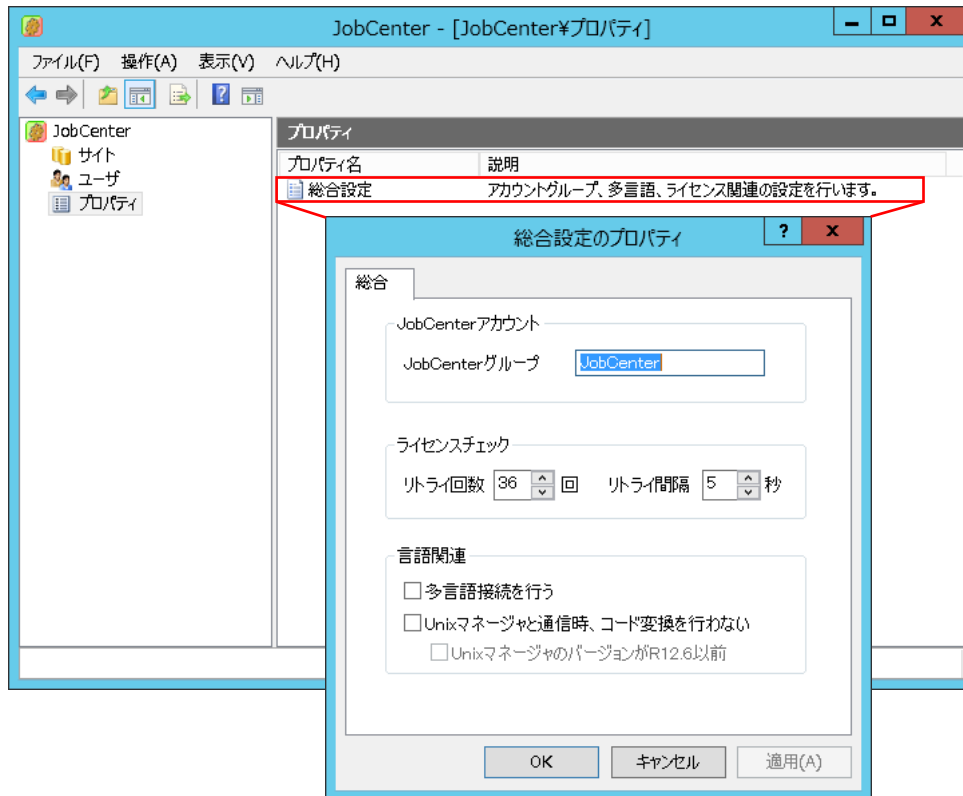 JobCenter - [JobCenter¥プロパティ]
ファイル(F) 操作(A) 表示(V) ヘルプ(H)
JobCenter
サイト
ユーザ
プロパティ
プロパティ
プロパティ名 説明
総合設定 アカウントグループ、多言語、ライセンス関連の設定を行います。
総合設定のプロパティ ? x
総合
JobCenterアカウント
JobCenterグループ JobCenter
ライセンスチェック
リトライ回数 36 回 リトライ間隔 5 秒
言語関連
多言語接続を行う
Unixマネージャと通信時、コード変換を行わない
UnixマネージャのバージョンがR12.6以前
OK キャンセル 適用(A)